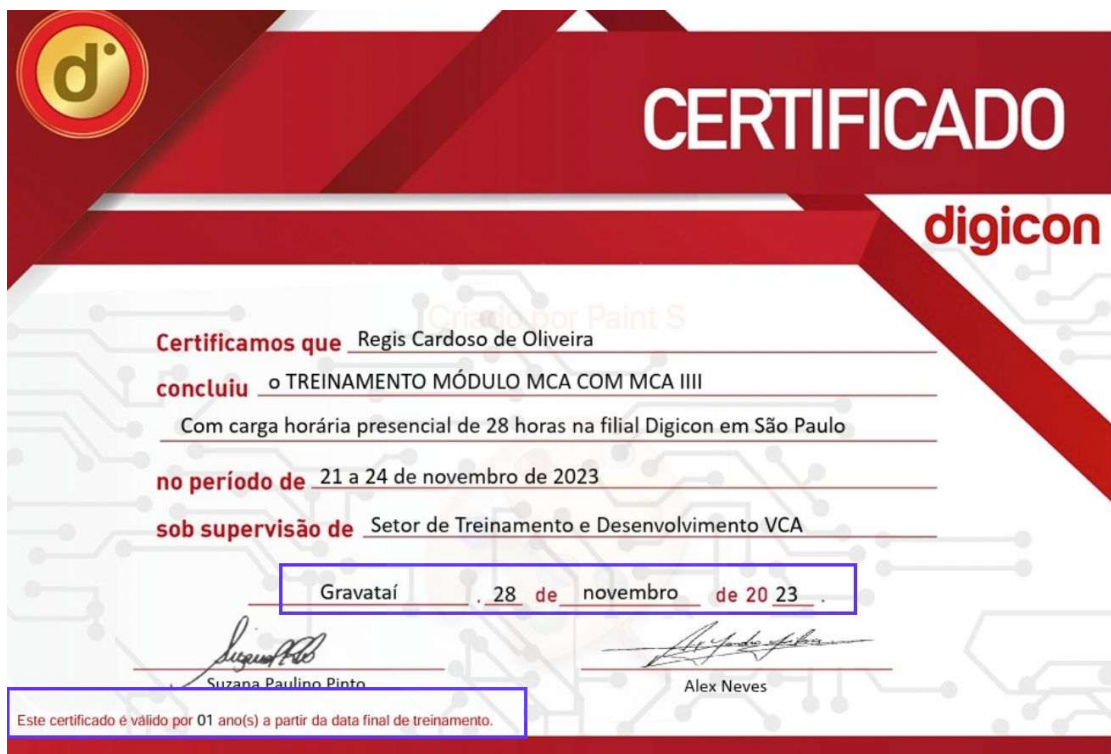 d
CERTIFICADO
digicon
Criado por Paint S
Certificamos que Regis Cardoso de Oliveira
concluiu o TREINAMENTO MÓDULO MCA COM MCA IIII
Com carga horária presencial de 28 horas na filial Digicon em São Paulo
no período de 21 a 24 de novembro de 2023
sob supervisão de Setor de Treinamento e Desenvolvimento VCA
Gravataí . 28 de novembro de 20 23 .
Suzana Paulino Pinto
Alex Neves
Este certificado é válido por 01 ano(s) a partir da data final de treinamento.